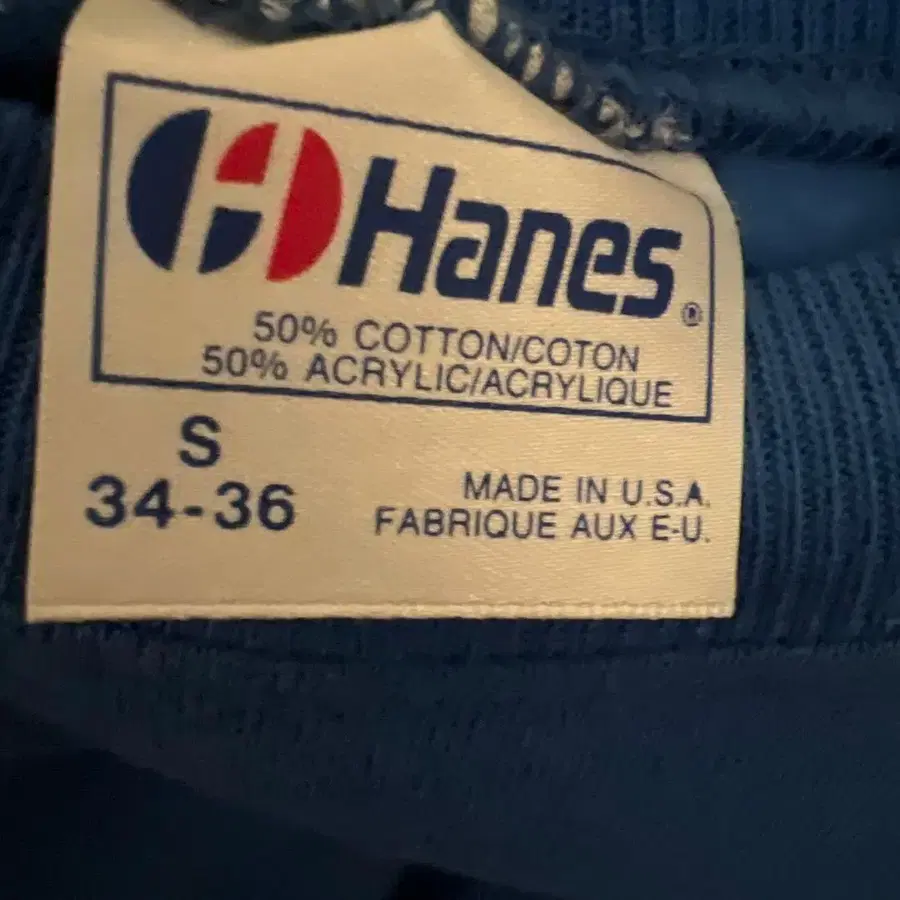 Hanes®
50% COTTON/COTON
50% ACRYLIC/ACRYLIQUE
S
34-36
MADE IN U.S.A.
FABRIQUE AUX E-U.